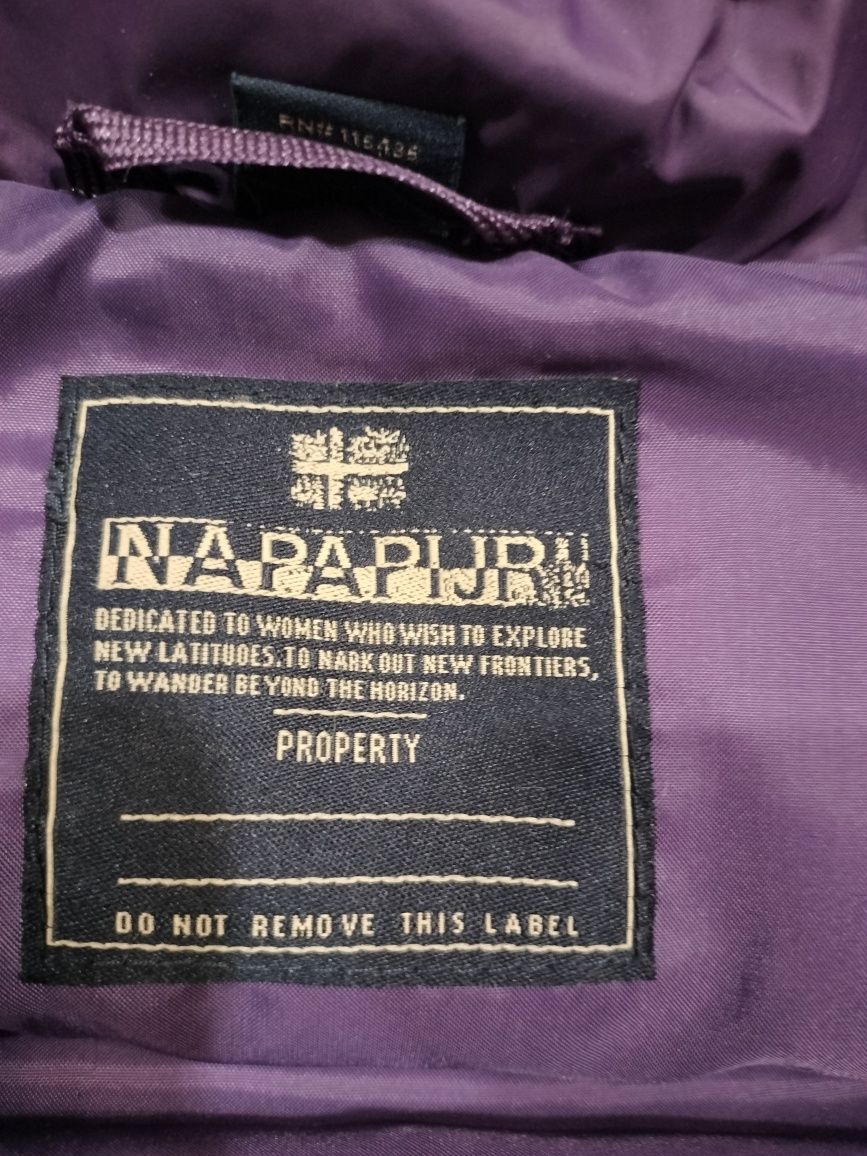 RN# 115435
NAPAPIJRI
DEDICATED TO WOMEN WHO WISH TO EXPLORE
NEW LATITUDES.TO MARK OUT NEW FRONTIERS,
TO WANDER BEYOND THE HORIZON.
PROPERTY
DO NOT REMOVE THIS LABEL